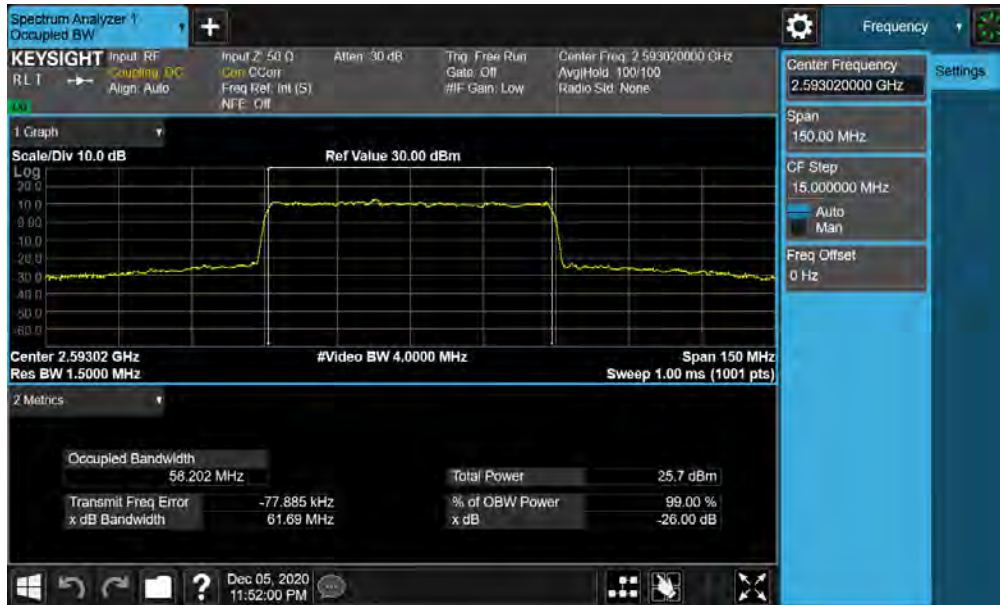 Spectrum Analyzer 1
Occupied BW
+
Frequency
KEYSIGHT Input: RF
Coupling: DC
Align: Auto
RLT
Input Z: 50 Ω
Corr CCorr
Freq Ref: Int (S)
NFE: Off
Atten: 30 dB
Trig: Free Run
Gate: Off
#IF Gain: Low
Center Freq: 2.593020000 GHz
Avg|Hold: 100/100
Radio Std: None
Center Frequency
2.593020000 GHz
Settings
Span
150.00 MHz
CF Step
15.000000 MHz
Auto
Man
Freq Offset
0 Hz
1 Graph
Scale/Div 10.0 dB
Ref Value 30.00 dBm
Log
20.0
10.0
0.00
-10.0
-20.0
-30.0
-40.0
-50.0
-60.0
Center 2.59302 GHz
#Video BW 4.0000 MHz
Span 150 MHz
Res BW 1.5000 MHz
Sweep 1.00 ms (1001 pts)
2 Metrics
Occupied Bandwidth
58.202 MHz
Total Power 25.7 dBm
Transmit Freq Error -77.885 kHz
% of OBW Power 99.00 %
x dB Bandwidth 61.69 MHz
x dB -26.00 dB
?
Dec 05, 2020
11:52:00 PM